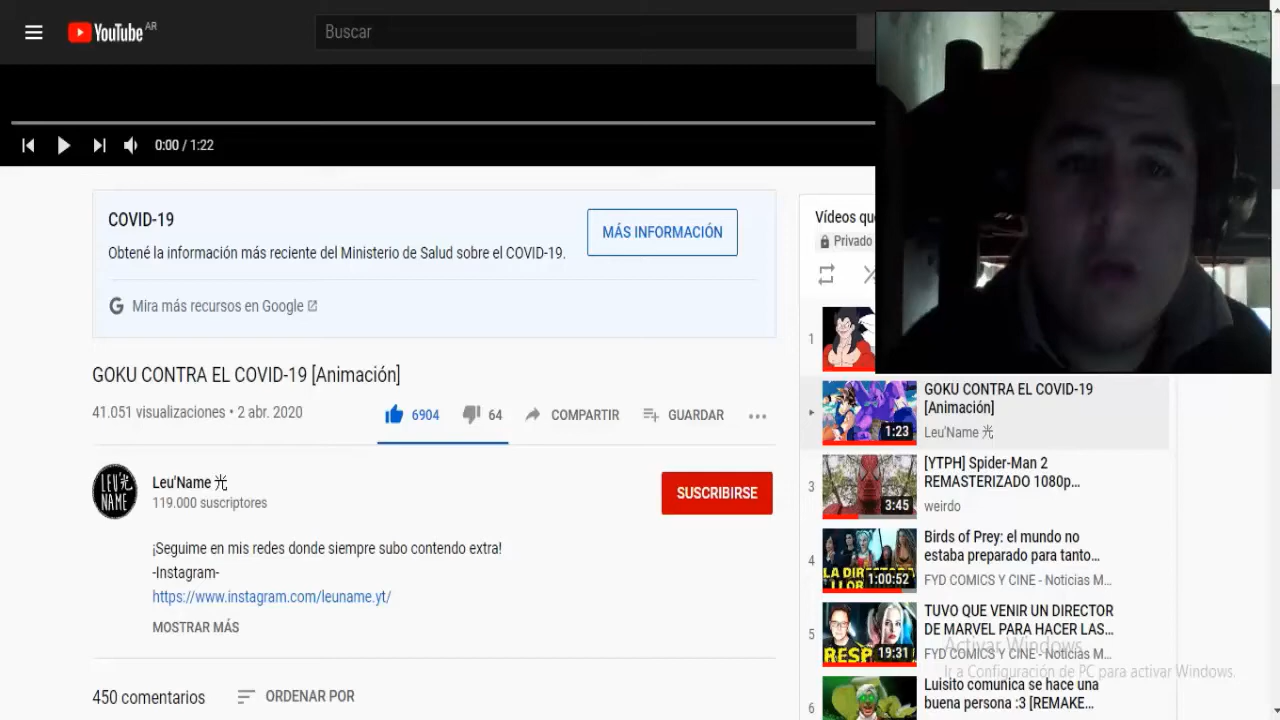 YouTube AR
Buscar
0:00 / 1:22
COVID-19
Obtené la información más reciente del Ministerio de Salud sobre el COVID-19.
MÁS INFORMACIÓN
Mira más recursos en Google
GOKU CONTRA EL COVID-19 [Animación]
41.051 visualizaciones • 2 abr. 2020
6904
64
COMPARTIR
GUARDAR
LEU'
NAME
Leu'Name 光
119.000 suscriptores
SUSCRIBIRSE
¡Seguime en mis redes donde siempre subo contendo extra!
-Instagram-
https://www.instagram.com/leuname.yt/
MOSTRAR MÁS
450 comentarios
ORDENAR POR
Vídeos que
Privado
1
GOKU CONTRA EL COVID-19
[Animación]
Leu'Name 光
1:23
3
[YTPH] Spider-Man 2
REMASTERIZADO 1080p...
weirdo
3:45
4
Birds of Prey: el mundo no
estaba preparado para tanto...
FYD COMICS Y CINE - Noticias M...
1:00:52
5
TUVO QUE VENIR UN DIRECTOR
DE MARVEL PARA HACER LAS...
FYD COMICS Y CINE - Noticias M...
19:31
6
Luisito comunica se hace una
buena persona :3 [REMAKE...
Activar Windows
Ir a Configuración de PC para activar Windows.